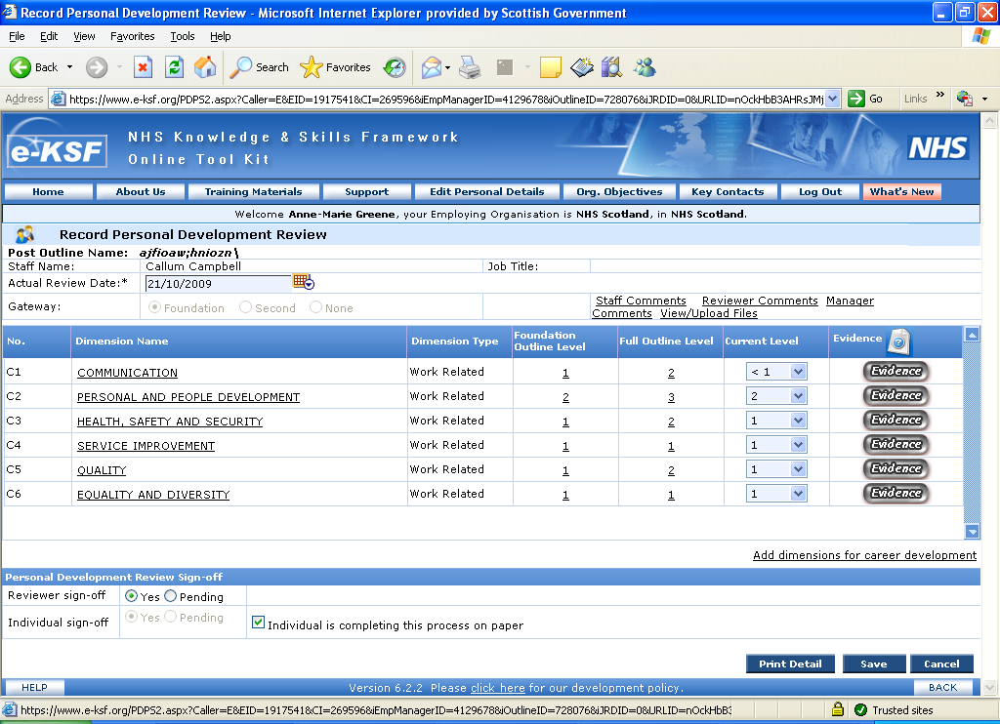 Record Personal Development Review - Microsoft Internet Explorer provided by Scottish Government
File Edit View Favorites Tools Help
Back Search Favorites
Address https://www.e-ksf.org/PDP52.aspx?Caller=E&EID=1917541&CI=269596&iEmpManagerID=4129678&iOutlineID=728076&iJRDID=0&URLID=nOckHbB3AHRsJMj Go Links »
e-KSF NHS Knowledge & Skills Framework
Online Tool Kit
NHS
Home About Us Training Materials Support Edit Personal Details Org. Objectives Key Contacts Log Out What's New
Welcome Anne-Marie Greene, your Employing Organisation is NHS Scotland, in NHS Scotland.
Record Personal Development Review
Post Outline Name: ajfioaw;hniozn\
Staff Name: Callum Campbell Job Title:
Actual Review Date:* 21/10/2009
Gateway: Foundation Second None
Staff Comments Reviewer Comments Manager
Comments View/Upload Files
No. Dimension Name Dimension Type Foundation Outline Level Full Outline Level Current Level Evidence
C1 COMMUNICATION Work Related 1 2 < 1 Evidence
C2 PERSONAL AND PEOPLE DEVELOPMENT Work Related 2 3 2 Evidence
C3 HEALTH, SAFETY AND SECURITY Work Related 1 2 1 Evidence
C4 SERVICE IMPROVEMENT Work Related 1 1 1 Evidence
C5 QUALITY Work Related 1 2 1 Evidence
C6 EQUALITY AND DIVERSITY Work Related 1 1 1 Evidence
Add dimensions for career development
Personal Development Review Sign-off
Reviewer sign-off Yes Pending
Individual sign-off Yes Pending Individual is completing this process on paper
Print Detail Save Cancel
HELP Version 6.2.2 Please click here for our development policy. BACK
https://www.e-ksf.org/PDP52.aspx?Caller=E&EID=1917541&CI=269596&iEmpManagerID=4129678&iOutlineID=728076&iJRDID=0&URLID=nOckHbB3 Trusted sites